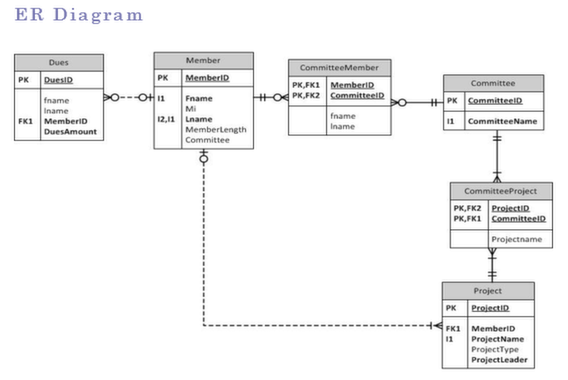 ER Diagram
Dues
PK DuesID
fname
lname
FK1 MemberID
DuesAmount
Member
PK MemberID
I1 Fname
Mi
I2,I1 Lname
MemberLength
Committee
CommitteeMember
PK,FK1 MemberID
PK,FK2 CommitteeID
fname
lname
Committee
PK CommitteeID
I1 CommitteeName
CommitteeProject
PK,FK2 ProjectID
PK,FK1 CommitteeID
Projectname
Project
PK ProjectID
FK1 MemberID
I1 ProjectName
ProjectType
ProjectLeader